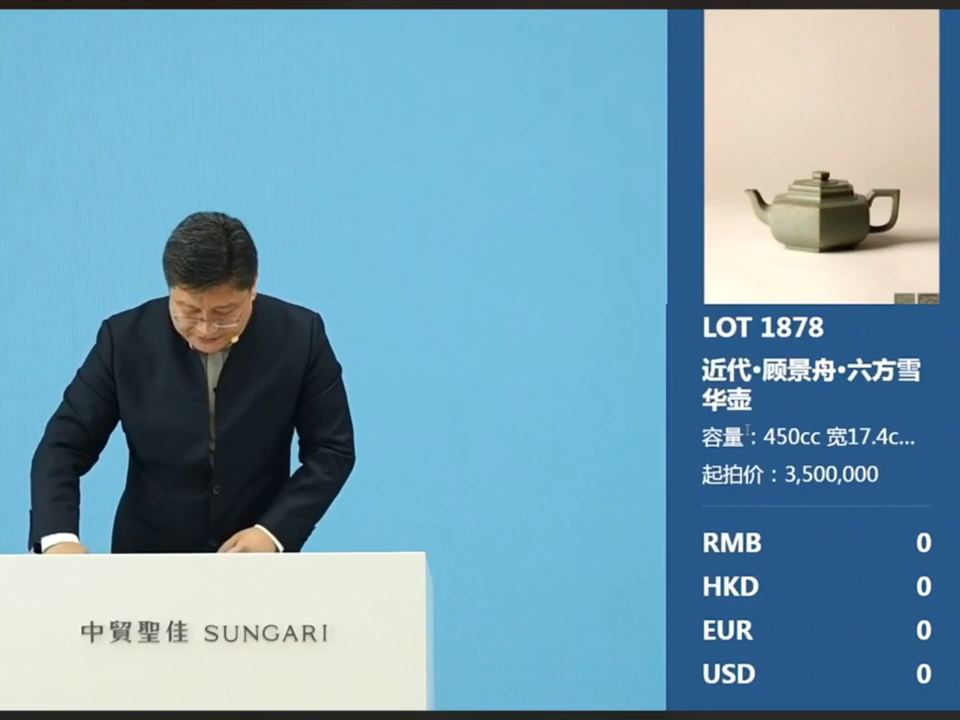 中貿聖佳 SUNGARI
LOT 1878
近代•顾景舟•六方雪
华壶
容量：450cc 宽17.4c...
起拍价：3,500,000
RMB 0
HKD 0
EUR 0
USD 0